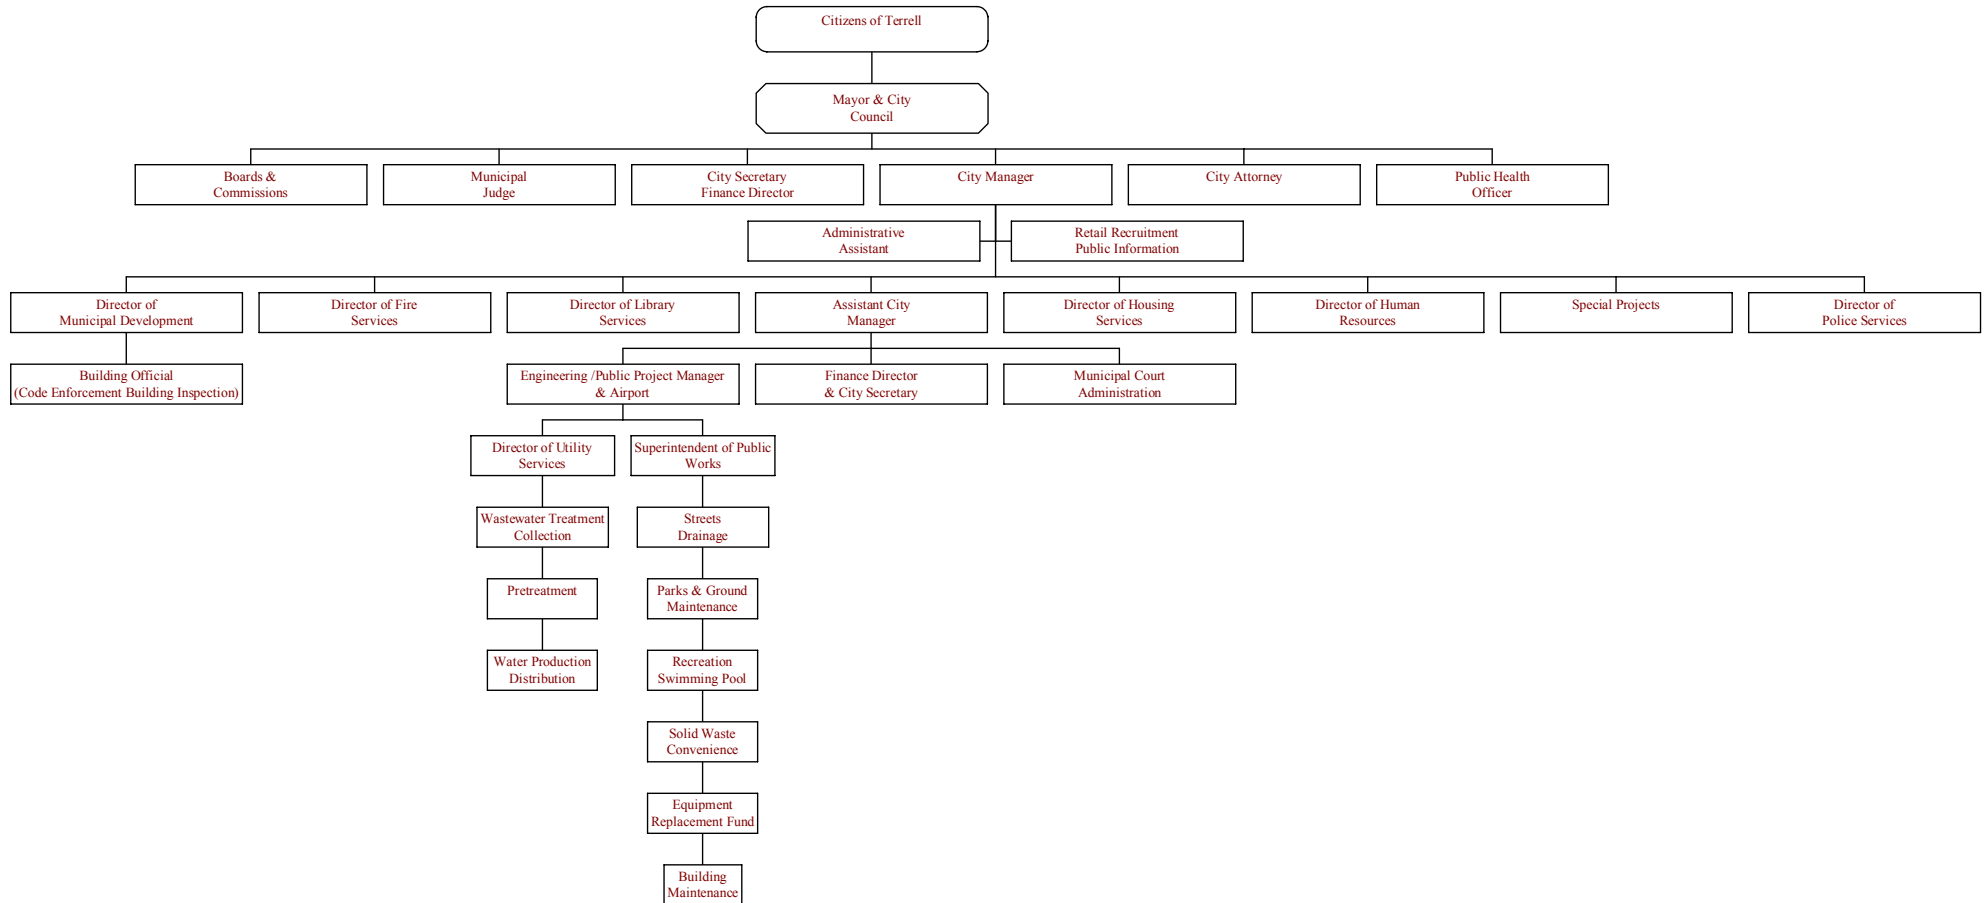 Citizens of Terrell
Mayor & City
Council
Boards &
Commissions
Municipal
Judge
City Secretary
Finance Director
City Manager
City Attorney
Public Health
Officer
Administrative
Assistant
Retail Recruitment
Public Information
Director of
Municipal Development
Director of Fire
Services
Director of Library
Services
Assistant City
Manager
Director of Housing
Services
Director of Human
Resources
Special Projects
Director of
Police Services
Building Official
(Code Enforcement Building Inspection)
Engineering /Public Project Manager
& Airport
Finance Director
& City Secretary
Municipal Court
Administration
Director of Utility
Services
Superintendent of Public
Works
Wastewater Treatment
Collection
Streets
Drainage
Pretreatment
Parks & Ground
Maintenance
Water Production
Distribution
Recreation
Swimming Pool
Solid Waste
Convenience
Equipment
Replacement Fund
Building
Maintenance